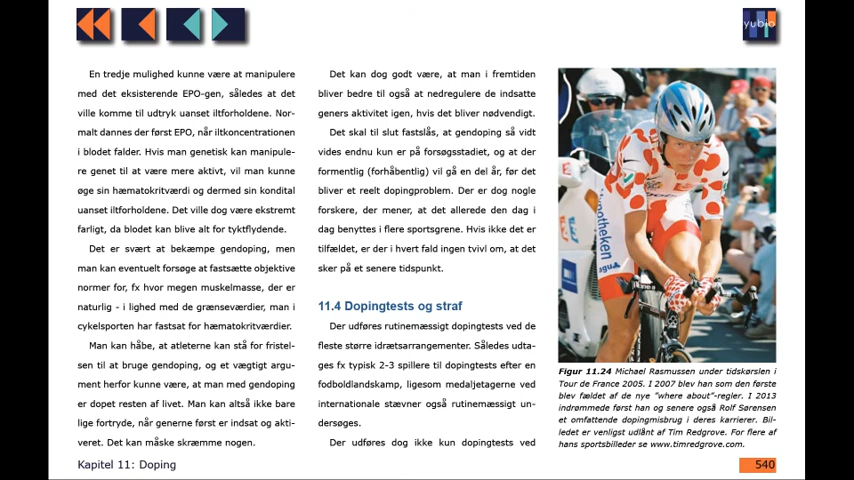 yubio
En tredje mulighed kunne være at manipulere
med det eksisterende EPO-gen, således at det
ville komme til udtryk uanset iltforholdene. Nor-
malt dannes der først EPO, når iltkoncentrationen
i blodet falder. Hvis man genetisk kan manipule-
re genet til at være mere aktivt, vil man kunne
øge sin hæmatokritværdi og dermed sin kondital
uanset iltforholdene. Det ville dog være ekstremt
farligt, da blodet kan blive alt for tyktflydende.
Det er svært at bekæmpe gendoping, men
man kan eventuelt forsøge at fastsætte objektive
normer for, fx hvor megen muskelmasse, der er
naturlig - i lighed med de grænseværdier, man i
cykelsporten har fastsat for hæmatokritværdier.
Man kan håbe, at atleterne kan stå for fristel-
sen til at bruge gendoping, og et vægtigt argu-
ment herfor kunne være, at man med gendoping
er dopet resten af livet. Man kan altså ikke bare
lige fortryde, når generne først er indsat og akti-
veret. Det kan måske skræmme nogen.
Det kan dog godt være, at man i fremtiden
bliver bedre til også at nedregulere de indsatte
geners aktivitet igen, hvis det bliver nødvendigt.
Det skal til slut fastslås, at gendoping så vidt
vides endnu kun er på forsøgsstadiet, og at der
formentlig (forhåbentlig) vil gå en del år, før det
bliver et reelt dopingproblem. Der er dog nogle
forskere, der mener, at det allerede den dag i
dag benyttes i flere sportsgrene. Hvis ikke det er
tilfældet, er der i hvert fald ingen tvivl om, at det
sker på et senere tidspunkt.
11.4 Dopingtests og straf
Der udføres rutinemæssigt dopingtests ved de
fleste større idrætsarrangementer. Således udta-
ges fx typisk 2-3 spillere til dopingtests efter en
fodboldlandskamp, ligesom medaljetagerne ved
internationale stævner også rutinemæssigt un-
dersøges.
Der udføres dog ikke kun dopingtests ved
Figur 11.24 Michael Rasmussen under tidskørslen i
Tour de France 2005. I 2007 blev han som den første
blev fældet af de nye "where about"-regler. I 2013
indrømmede først han og senere også Rolf Sørensen
et omfattende dopingmisbrug i deres karrierer. Bil-
ledet er venligst udlånt af Tim Redgrove. For flere af
hans sportsbilleder se www.timredgrove.com.
Kapitel 11: Doping
540